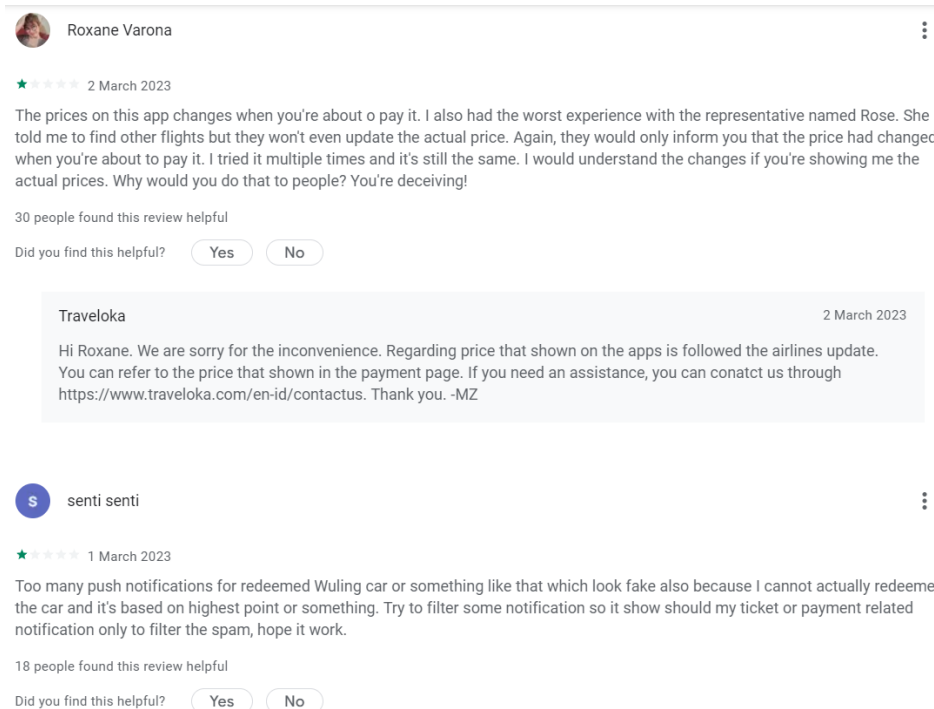 Roxane Varona
2 March 2023
The prices on this app changes when you're about o pay it. I also had the worst experience with the representative named Rose. She
told me to find other flights but they won't even update the actual price. Again, they would only inform you that the price had changed
when you're about to pay it. I tried it multiple times and it's still the same. I would understand the changes if you're showing me the
actual prices. Why would you do that to people? You're deceiving!
30 people found this review helpful
Did you find this helpful? Yes No
Traveloka 2 March 2023
Hi Roxane. We are sorry for the inconvenience. Regarding price that shown on the apps is followed the airlines update.
You can refer to the price that shown in the payment page. If you need an assistance, you can conatct us through
https://www.traveloka.com/en-id/contactus. Thank you. -MZ
S senti senti
1 March 2023
Too many push notifications for redeemed Wuling car or something like that which look fake also because I cannot actually redeeme
the car and it's based on highest point or something. Try to filter some notification so it show should my ticket or payment related
notification only to filter the spam, hope it work.
18 people found this review helpful
Did you find this helpful? Yes No